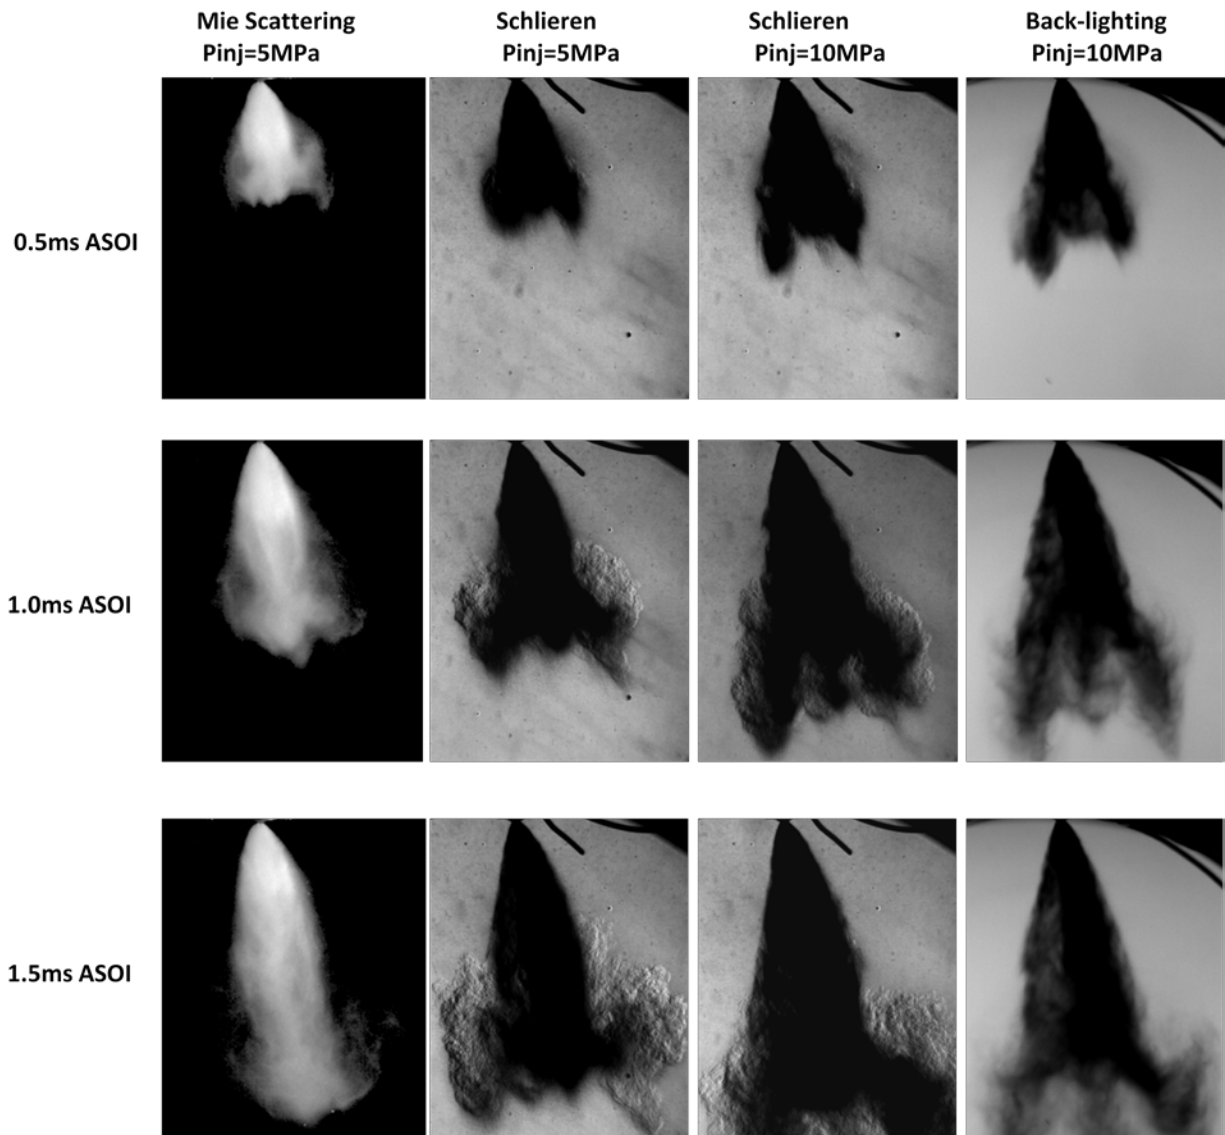 Mie Scattering
Pinj=5MPa
Schlieren
Pinj=5MPa
Schlieren
Pinj=10MPa
Back-lighting
Pinj=10MPa
0.5ms ASOI
1.0ms ASOI
1.5ms ASOI